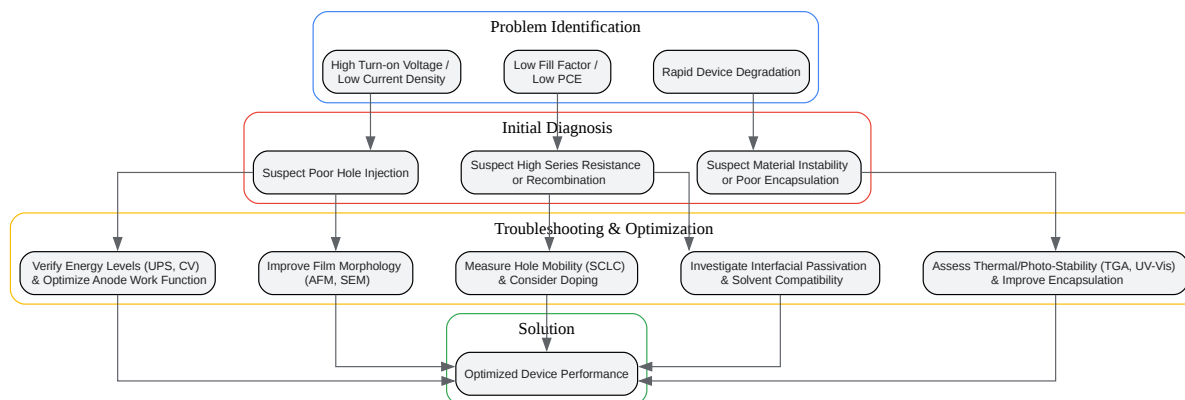 Problem Identification
High Turn-on Voltage /
Low Current Density
Low Fill Factor /
Low PCE
Rapid Device Degradation
Initial Diagnosis
Suspect Poor Hole Injection
Suspect High Series Resistance
or Recombination
Suspect Material Instability
or Poor Encapsulation
Troubleshooting & Optimization
Verify Energy Levels (UPS, CV)
& Optimize Anode Work Function
Improve Film Morphology
(AFM, SEM)
Measure Hole Mobility (SCLC)
& Consider Doping
Investigate Interfacial Passivation
& Solvent Compatibility
Assess Thermal/Photo-Stability (TGA, UV-Vis)
& Improve Encapsulation
Solution
Optimized Device Performance